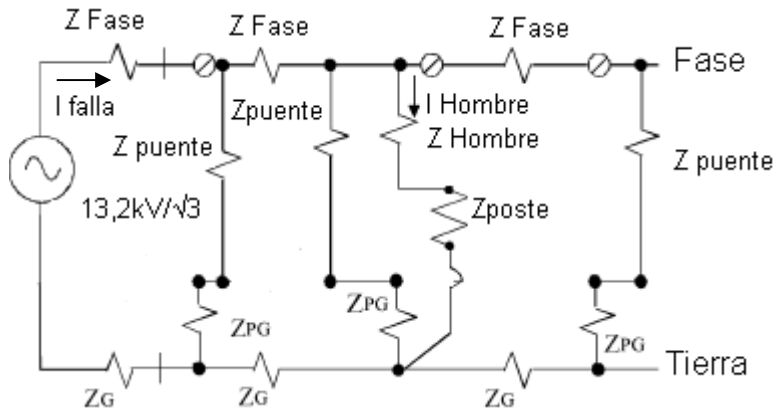 Z Fase
Z Fase
Z Fase
Fase
I falla
Zpuente
I Hombre
Z Hombre
Z puente
Z puente
13,2kV/√3
Zposte
ZPG
ZPG
ZPG
Tierra
ZG
ZG
ZG